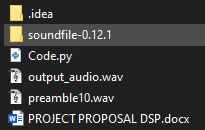 .idea
soundfile-0.12.1
Code.py
output_audio.wav
preamble10.wav
PROJECT PROPOSAL DSP.docx